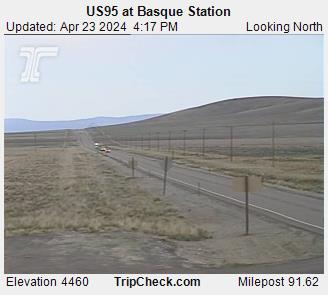 US95 at Basque Station
Updated: Apr 23 2024 4:17 PM Looking North
Elevation 4460 TripCheck.com Milepost 91.62